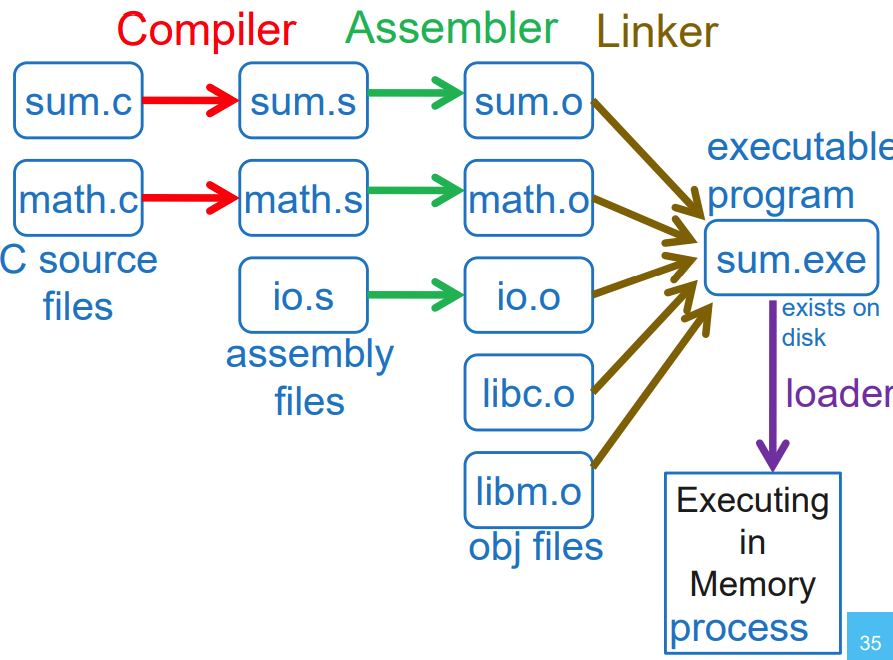 Compiler
Assembler
Linker
sum.c
sum.s
sum.o
executable
program
math.c
math.s
math.o
sum.exe
C source
files
io.s
io.o
exists on
disk
assembly
files
libc.o
loader
libm.o
obj files
Executing
in
Memory
process
35